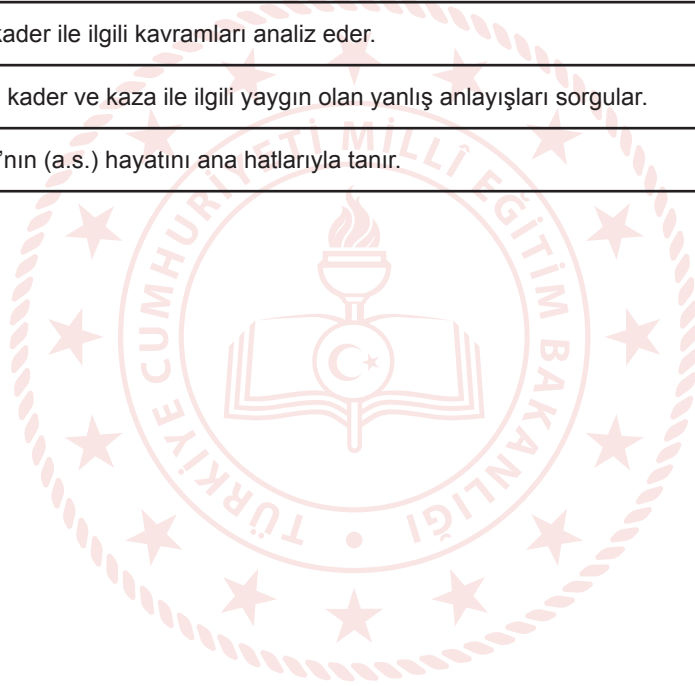 kader ile ilgili kavramları analiz eder.
kader ve kaza ile ilgili yaygın olan yanlış anlayışları sorgular.
’nın (a.s.) hayatını ana hatlarıyla tanır.
TÜRKİYE CUMHURİYETİ MİLLÎ EĞİTİM BAKANLIĞI